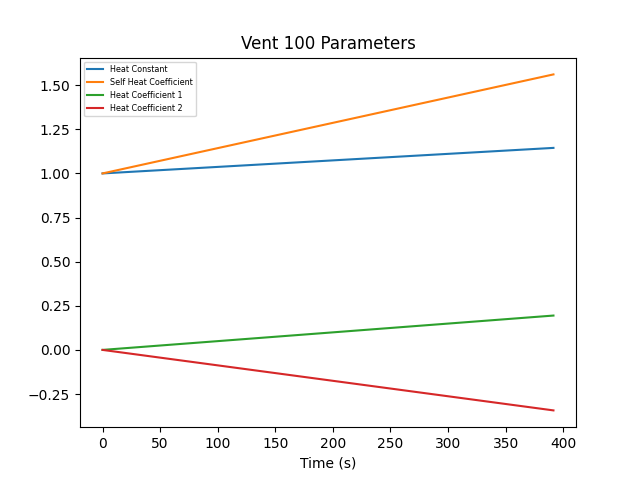 Vent 100 Parameters
Heat Constant
Self Heat Coefficient
Heat Coefficient 1
Heat Coefficient 2
1.50
1.25
1.00
0.75
0.50
0.25
0.00
−0.25
0 50 100 150 200 250 300 350 400
Time (s)